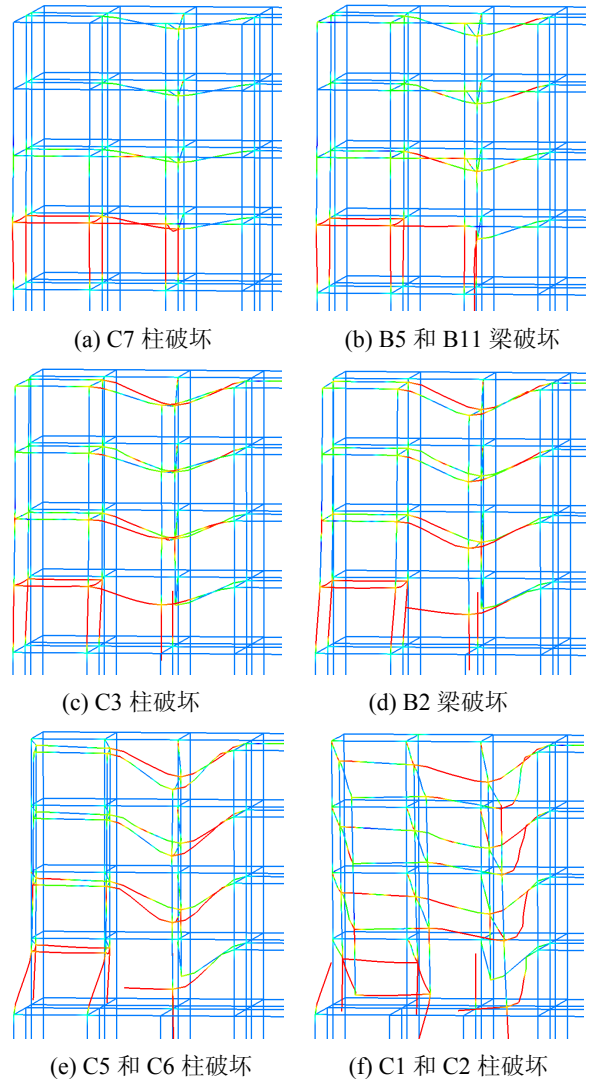 (a) C7 柱破坏
(b) B5 和 B11 梁破坏
(c) C3 柱破坏
(d) B2 梁破坏
(e) C5 和 C6 柱破坏
(f) C1 和 C2 柱破坏